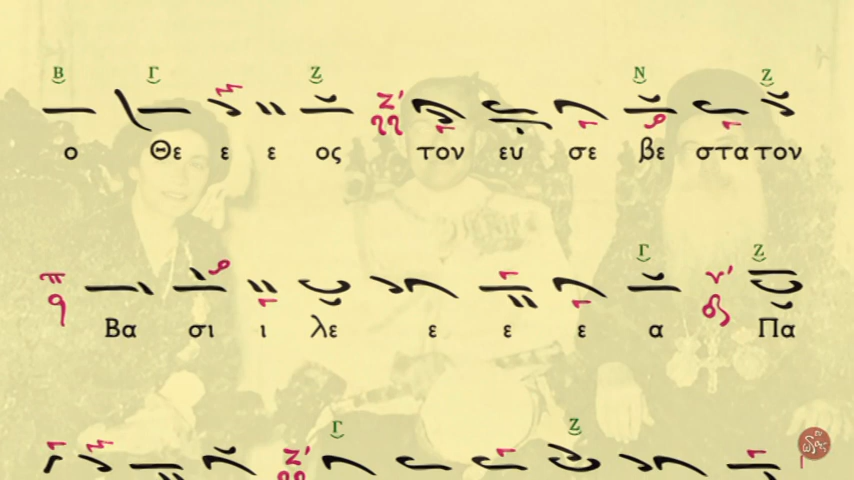 Β Γ Ζ Ν Ζ
ο Θε ε ε ος τον ευ σε βε στα τον
Γ Ζ
Βα σι ι λε ε ε ε α Πα
Γ Ζ